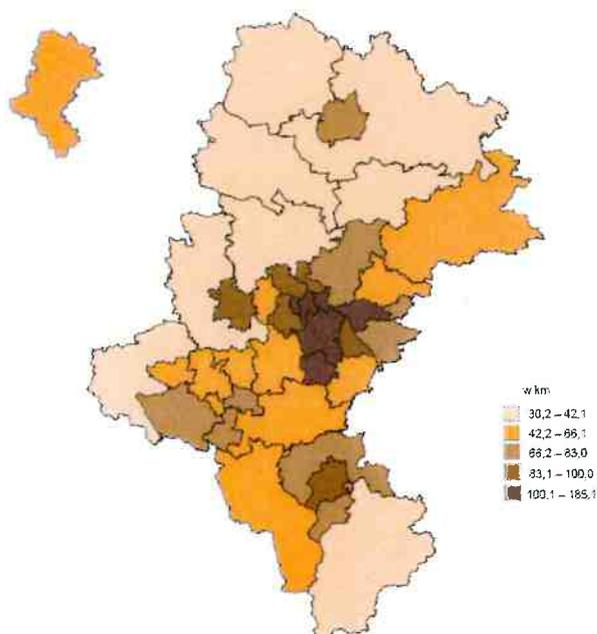 w km
30,2 – 42,1
42,2 – 66,1
66,2 – 83,0
83,1 – 100,0
100,1 – 185,1